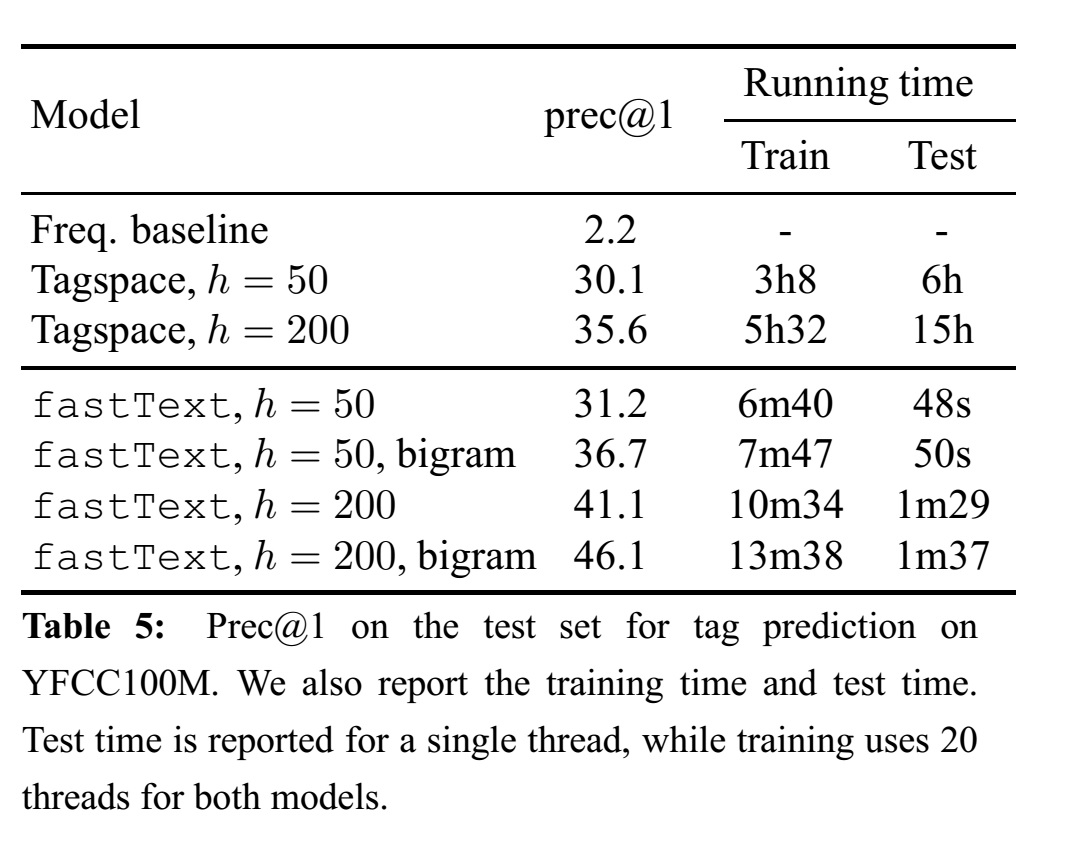 Model prec@1 Running time
Train Test
Freq. baseline 2.2 - -
Tagspace, h = 50 30.1 3h8 6h
Tagspace, h = 200 35.6 5h32 15h
fastText, h = 50 31.2 6m40 48s
fastText, h = 50, bigram 36.7 7m47 50s
fastText, h = 200 41.1 10m34 1m29
fastText, h = 200, bigram 46.1 13m38 1m37
Table 5: Prec@1 on the test set for tag prediction on
YFCC100M. We also report the training time and test time.
Test time is reported for a single thread, while training uses 20
threads for both models.